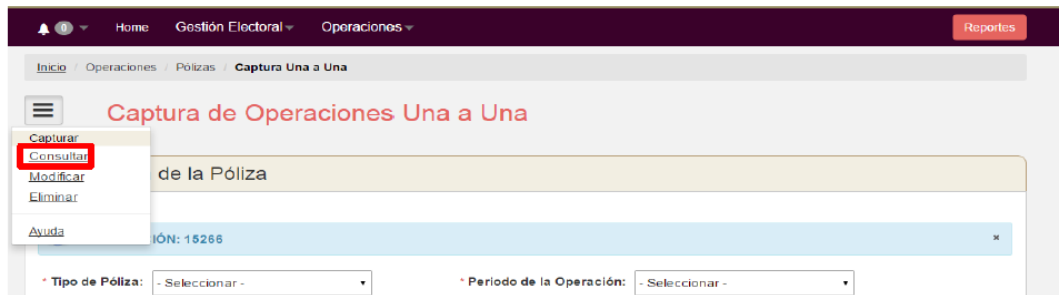 0 Home Gestión Electoral Operaciones Reportes
Inicio / Operaciones / Pólizas / Captura Una a Una
Captura de Operaciones Una a Una
Capturar
Consultar
Modificar
Eliminar
Ayuda
de la Póliza
IÓN: 15266 ×
* Tipo de Póliza: - Seleccionar - * Periodo de la Operación: - Seleccionar -